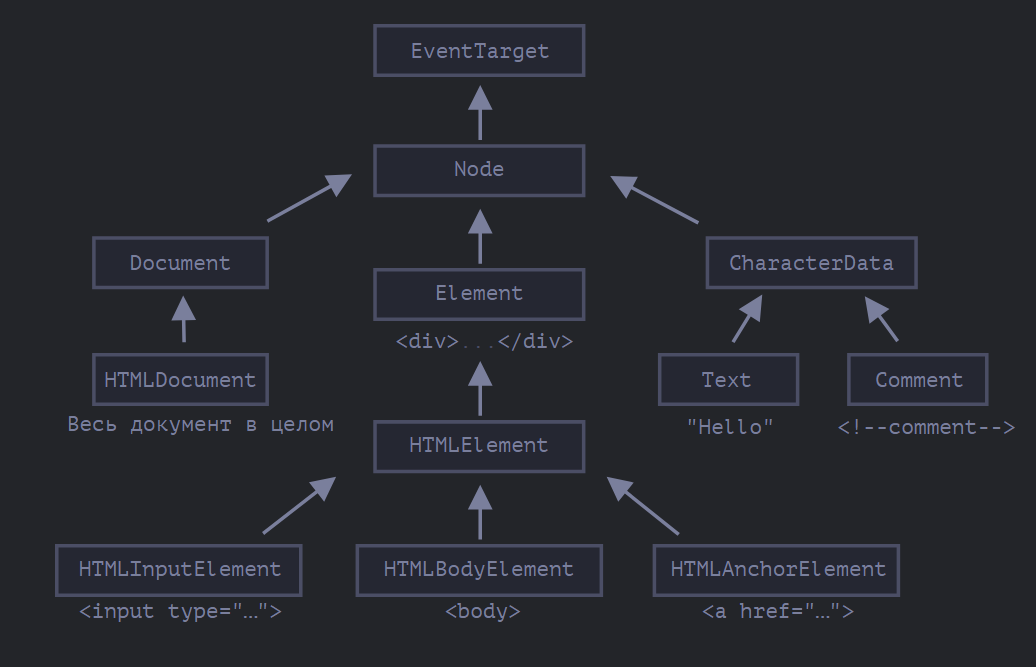 EventTarget
Node
Document
CharacterData
Element
<div>...</div>
HTMLDocument
Text
Comment
Весь документ в целом
"Hello"
<!--comment-->
HTMLElement
HTMLInputElement
HTMLBodyElement
HTMLAnchorElement
<input type="...">
<body>
<a href="...">